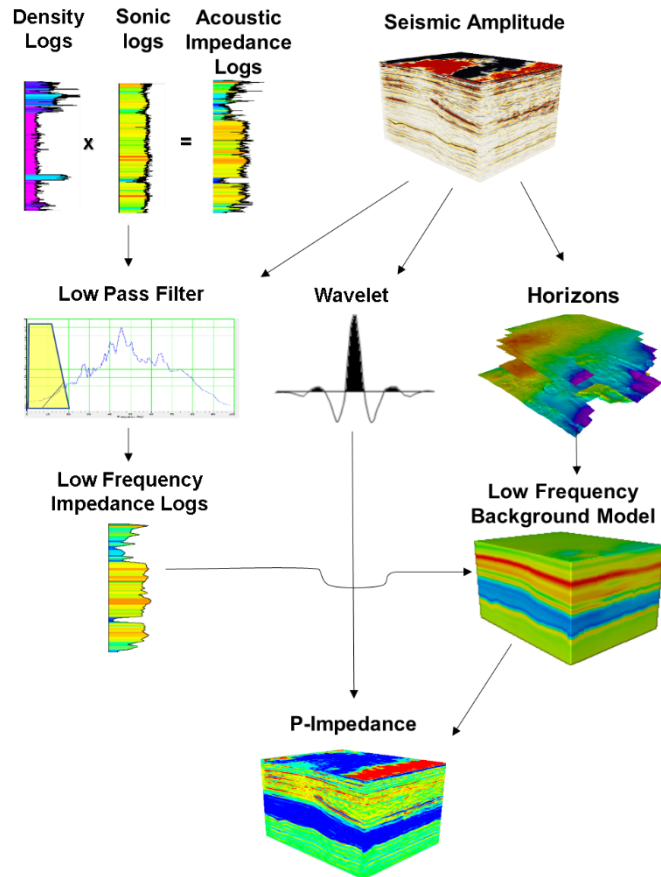 Density Logs
Sonic logs
Acoustic Impedance Logs
Seismic Amplitude
x
=
Low Pass Filter
Wavelet
Horizons
Low Frequency
Impedance Logs
Low Frequency
Background Model
P-Impedance